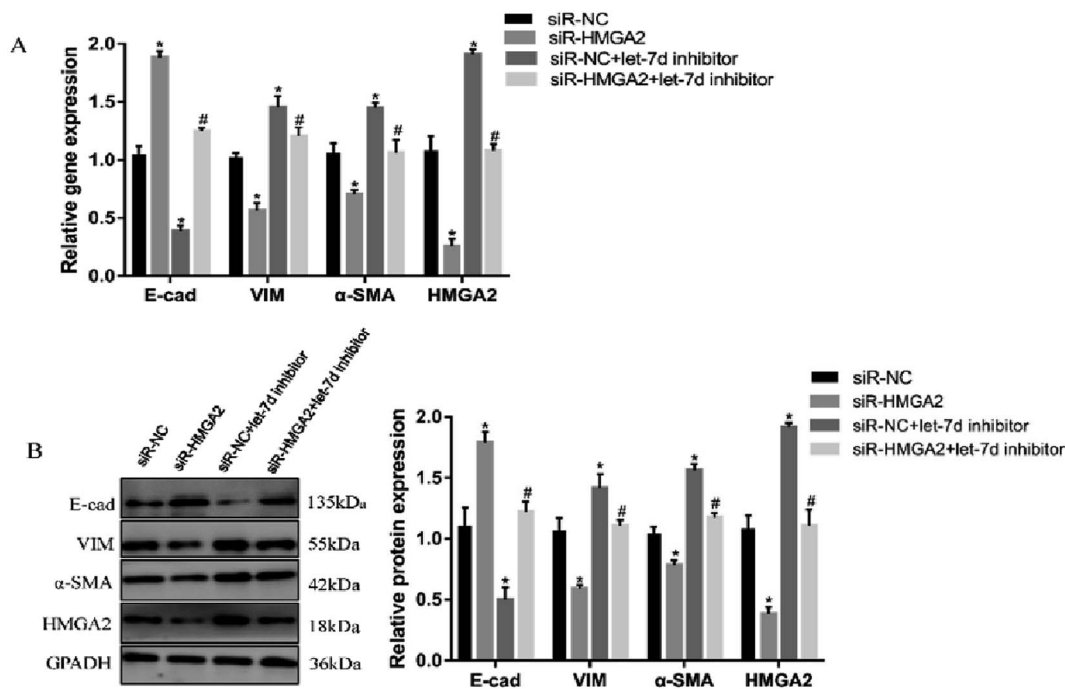 A
siR-NC
siR-HMGA2
siR-NC+let-7d inhibitor
siR-HMGA2+let-7d inhibitor
Relative gene expression
2.0
1.5
1.0
0.5
0.0
* * # * * # * * # * * #
E-cad VIM α-SMA HMGA2
B
siR-NC
siR-HMGA2
siR-NC+let-7d inhibitor
siR-HMGA2+let-7d inhibitor
E-cad 135kDa
VIM 55kDa
α-SMA 42kDa
HMGA2 18kDa
GPADH 36kDa
siR-NC
siR-HMGA2
siR-NC+let-7d inhibitor
siR-HMGA2+let-7d inhibitor
Relative protein expression
2.0
1.5
1.0
0.5
0.0
* * # * * # * * # * * #
E-cad VIM α-SMA HMGA2